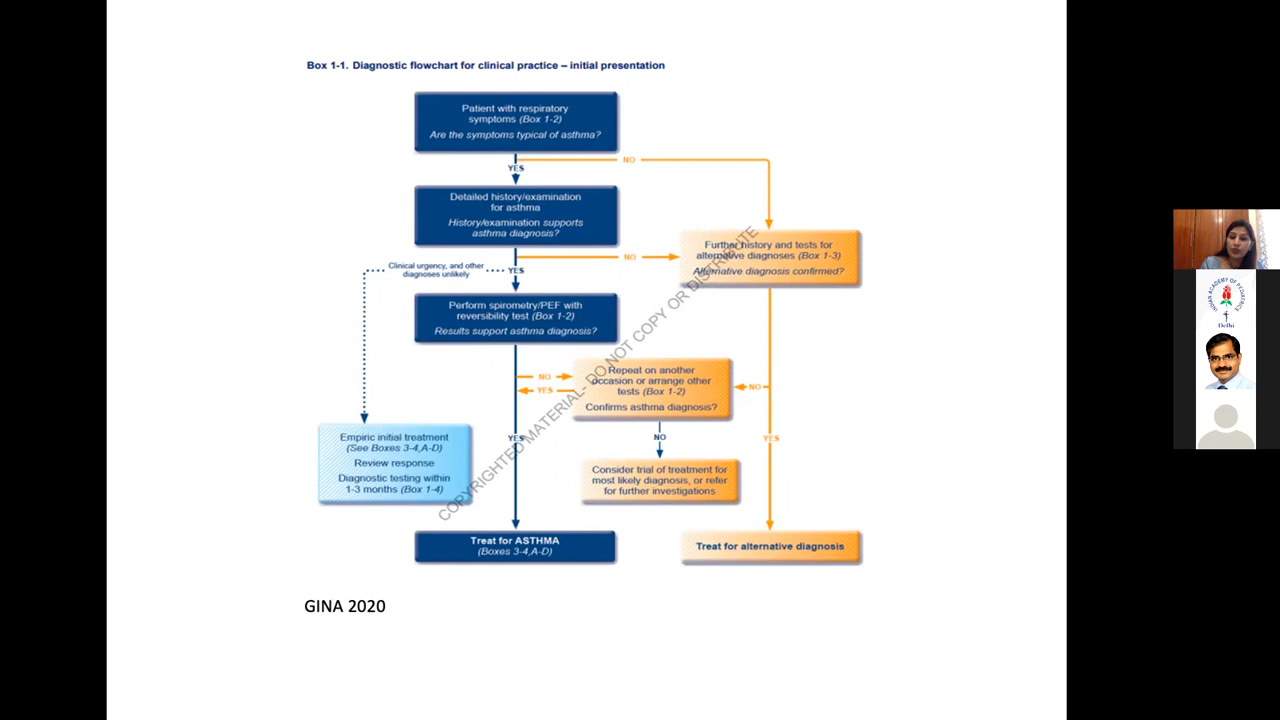 Box 1-1. Diagnostic flowchart for clinical practice – initial presentation
Patient with respiratory
symptoms (Box 1-2)
Are the symptoms typical of asthma?
NO
YES
Detailed history/examination
for asthma
History/examination supports
asthma diagnosis?
Further history and tests for
alternative diagnoses (Box 1-3)
Alternative diagnosis confirmed?
NO
Clinical urgency, and other
diagnoses unlikely
YES
Perform spirometry/PEF with
reversibility test (Box 1-2)
Results support asthma diagnosis?
Repeat on another
occasion or arrange other
tests (Box 1-2)
Confirms asthma diagnosis?
NO
YES
NO
YES
NO
YES
Empiric initial treatment
(See Boxes 3-4,A-D)
Review response
Diagnostic testing within
1-3 months (Box 1-4)
Consider trial of treatment for
most likely diagnosis, or refer
for further investigations
Treat for ASTHMA
(Boxes 3-4,A-D)
Treat for alternative diagnosis
COPYRIGHTED MATERIAL- DO NOT COPY OR DISTRIBUTE
GINA 2020
INDIAN ACADEMY OF PEDIATRICS
Delhi